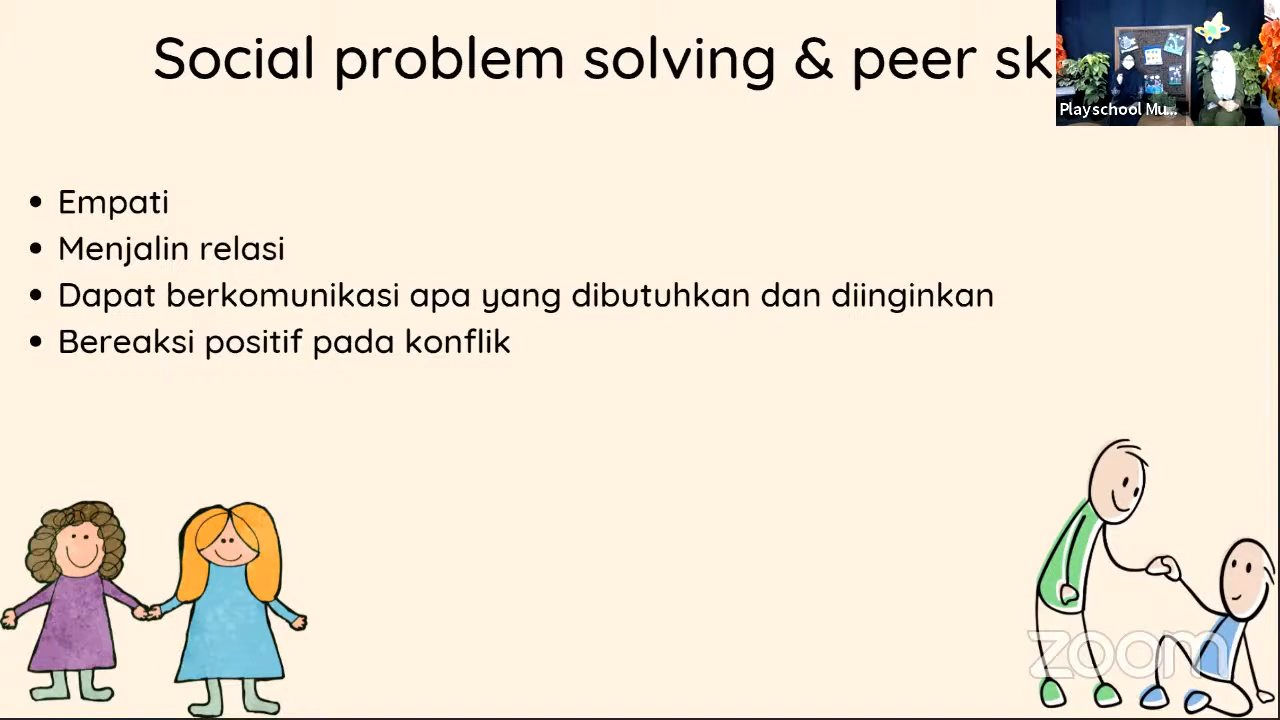 Social problem solving & peer sk
Playschool Mu...
• Empati
• Menjalin relasi
• Dapat berkomunikasi apa yang dibutuhkan dan diinginkan
• Bereaksi positif pada konflik
zoom